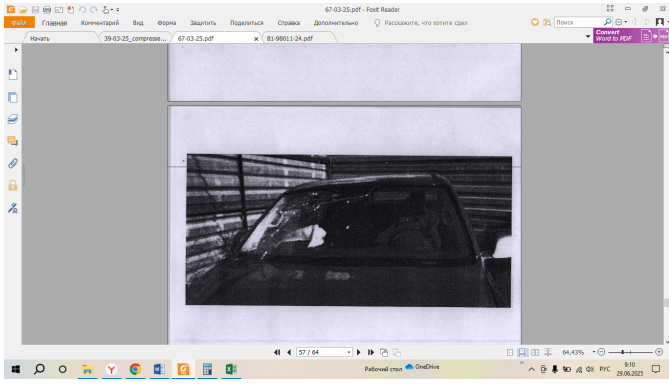 67-03-25.pdf - Foxit Reader
Файл Главная Комментарий Вид Форма Защитить Поделиться Справка Дополнительно Расскажите, что хотите сдел Поиск
Начать 39-03-25_compresse... 67-03-25.pdf x 81-98011-24.pdf
Convert
Word to PDF
57 / 64 64,43%
Рабочий стол OneDrive РУС 9:10
29.06.2025